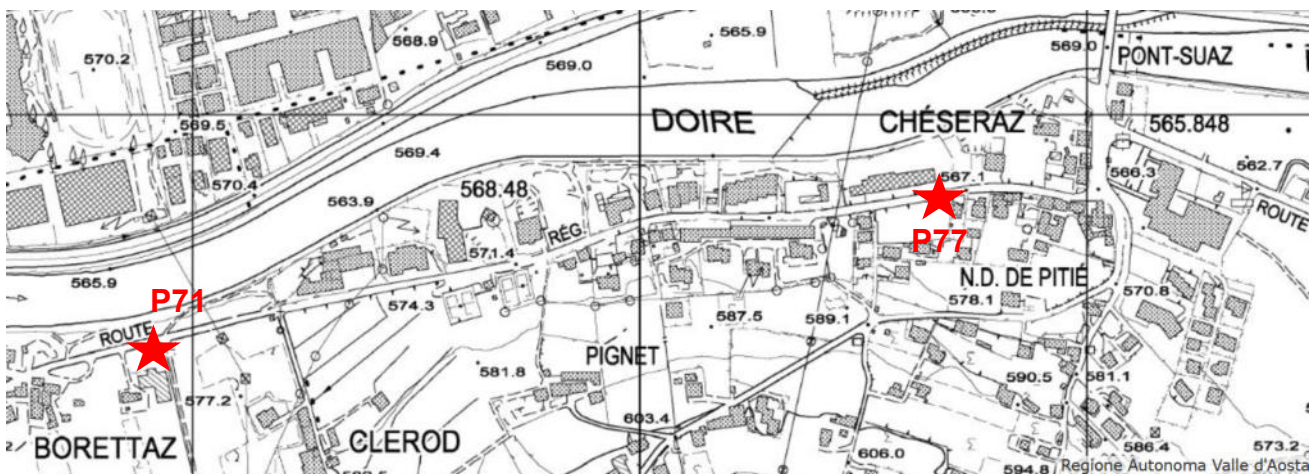 568.9
565.9
570.2
569.0
569.0
PONT-SUAZ
569.5
DOIRE
CHÉSERAZ
565.848
569.4
562.7
570.4
568.48
567.1
566.3
563.9
ROUTE
RÉG
P77
571.4
N.D. DE PITIÉ
565.9
P71
574.3
578.1
570.8
587.5
589.1
ROUTE
PIGNET
581.8
590.5
581.1
577.2
603.4
BORETTAZ
CLEROD
586.4
573.2
606.0
594.8
Regione Autonoma Valle d'Aosta